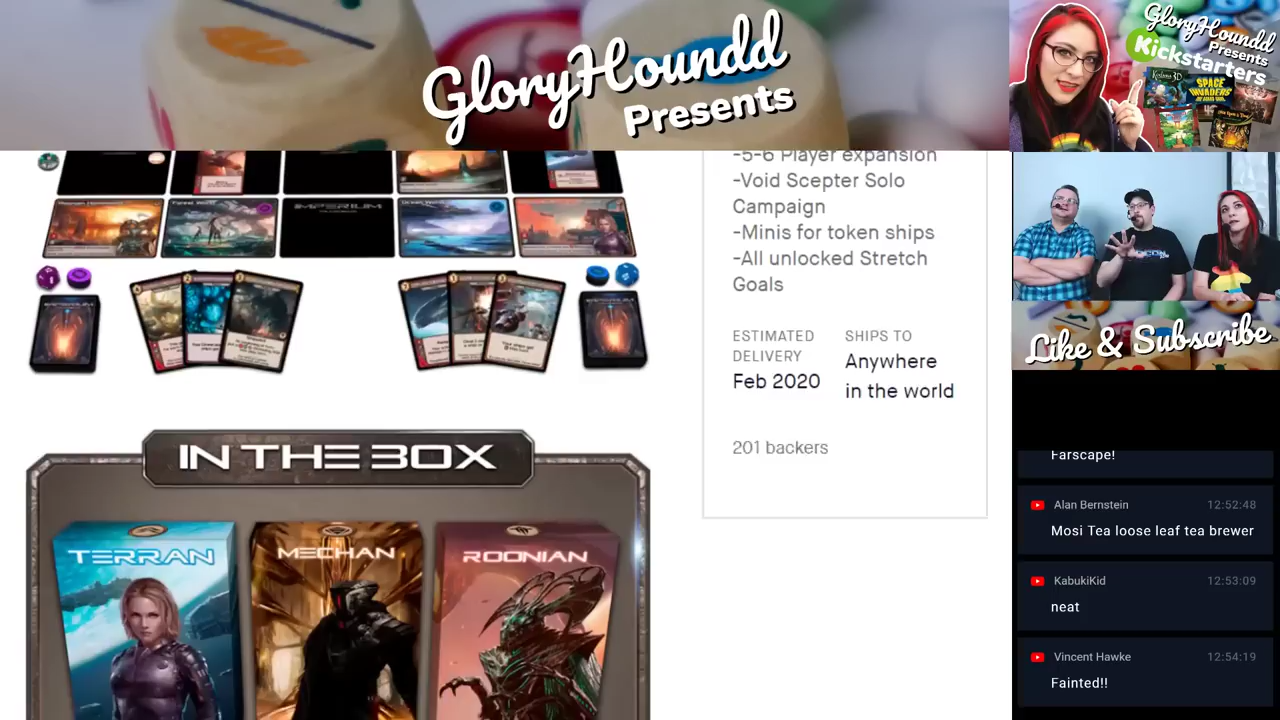 GloryHoundd
Presents
GloryHoundd
Presents
Kickstarters
SPACE
INVADERS
-5-6 Player expansion
-Void Scepter Solo
Campaign
-Minis for token ships
-All unlocked Stretch
Goals
ESTIMATED
DELIVERY
Feb 2020
SHIPS TO
Anywhere
in the world
201 backers
IMPERIUM
IN THE BOX
TERRAN
MECHAN
ROONIAN
Like & Subscribe
Farscape!
Alan Bernstein 12:52:48
Mosi Tea loose leaf tea brewer
KabukiKid 12:53:09
neat
Vincent Hawke 12:54:19
Fainted!!